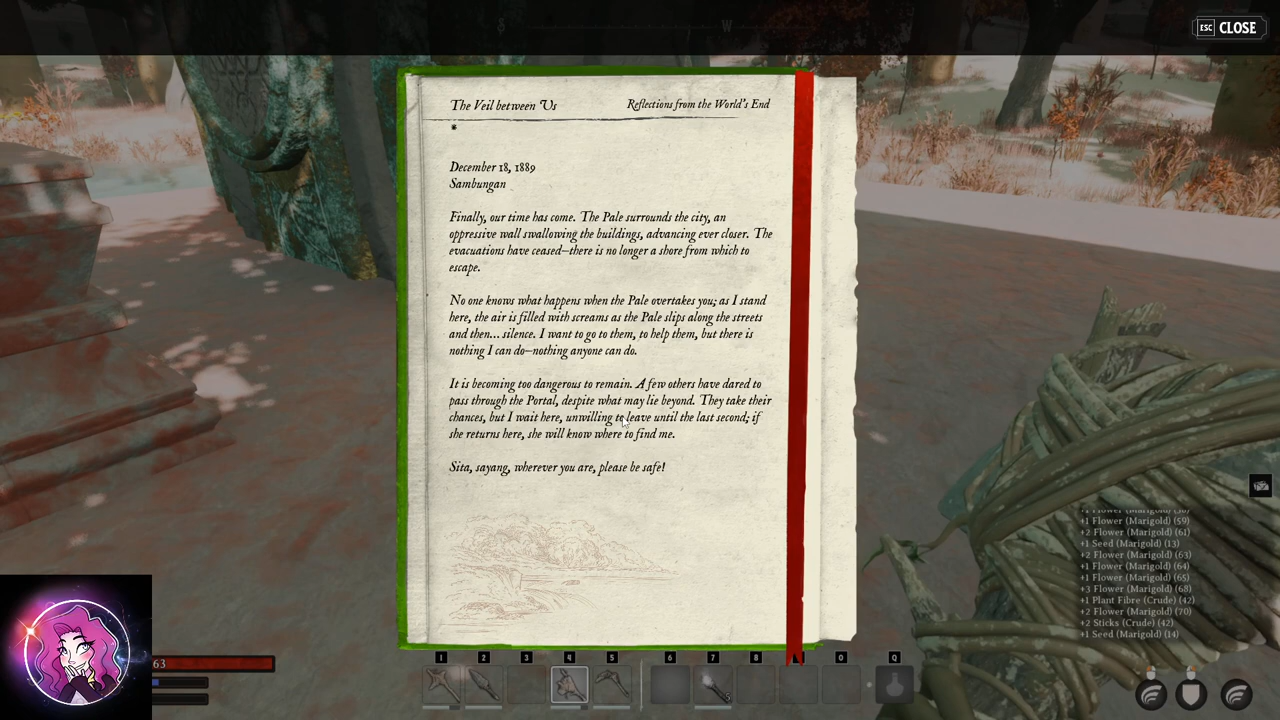 S
W
ESC CLOSE
The Veil between Us
Reflections from the World's End
*
December 18, 1889
Sambungan
Finally, our time has come. The Pale surrounds the city, an
oppressive wall swallowing the buildings, advancing ever closer. The
evacuations have ceased—there is no longer a shore from which to
escape.
No one knows what happens when the Pale overtakes you; as I stand
here, the air is filled with screams as the Pale slips along the streets
and then... silence. I want to go to them, to help them, but there is
nothing I can do—nothing anyone can do.
It is becoming too dangerous to remain. A few others have dared to
pass through the Portal, despite what may lie beyond. They take their
chances, but I wait here, unwilling to leave until the last second; if
she returns here, she will know where to find me.
Sita, sayang, wherever you are, please be safe!
+1 Flower (Marigold) (59)
+2 Flower (Marigold) (61)
+1 Seed (Marigold) (13)
+2 Flower (Marigold) (63)
+1 Flower (Marigold) (64)
+1 Flower (Marigold) (65)
+3 Flower (Marigold) (68)
+1 Plant Fibre (Crude) (42)
+2 Flower (Marigold) (70)
+2 Sticks (Crude) (42)
+1 Seed (Marigold) (14)
63
1 2 3 4 5 6 7 8 0 Q